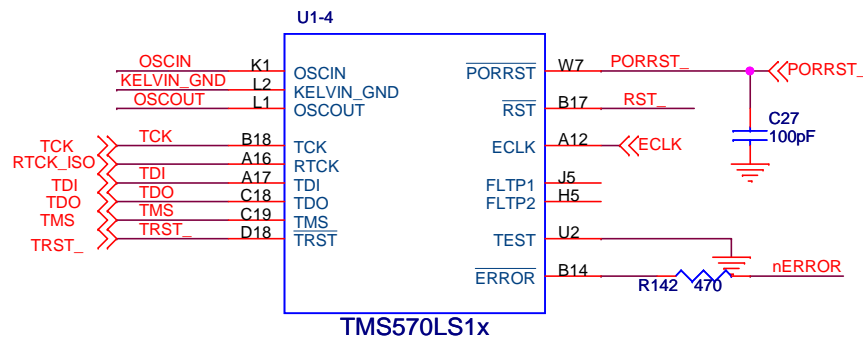 U1-4
OSCIN K1 OSCIN PORRST W7 PORRST_ PORRST_
KELVIN_GND L2 KELVIN_GND
OSCOUT L1 OSCOUT RST B17 RST_
C27
100pF
TCK TCK B18 TCK ECLK A12 ECLK
RTCK_ISO A16 RTCK
TDI TDI A17 TDI FLTP1 J5
TDO TDO C18 TDO FLTP2 H5
TMS TMS C19 TMS
TRST_ TRST_ D18 TRST TEST U2
ERROR B14 R142 470 nERROR
TMS570LS1x